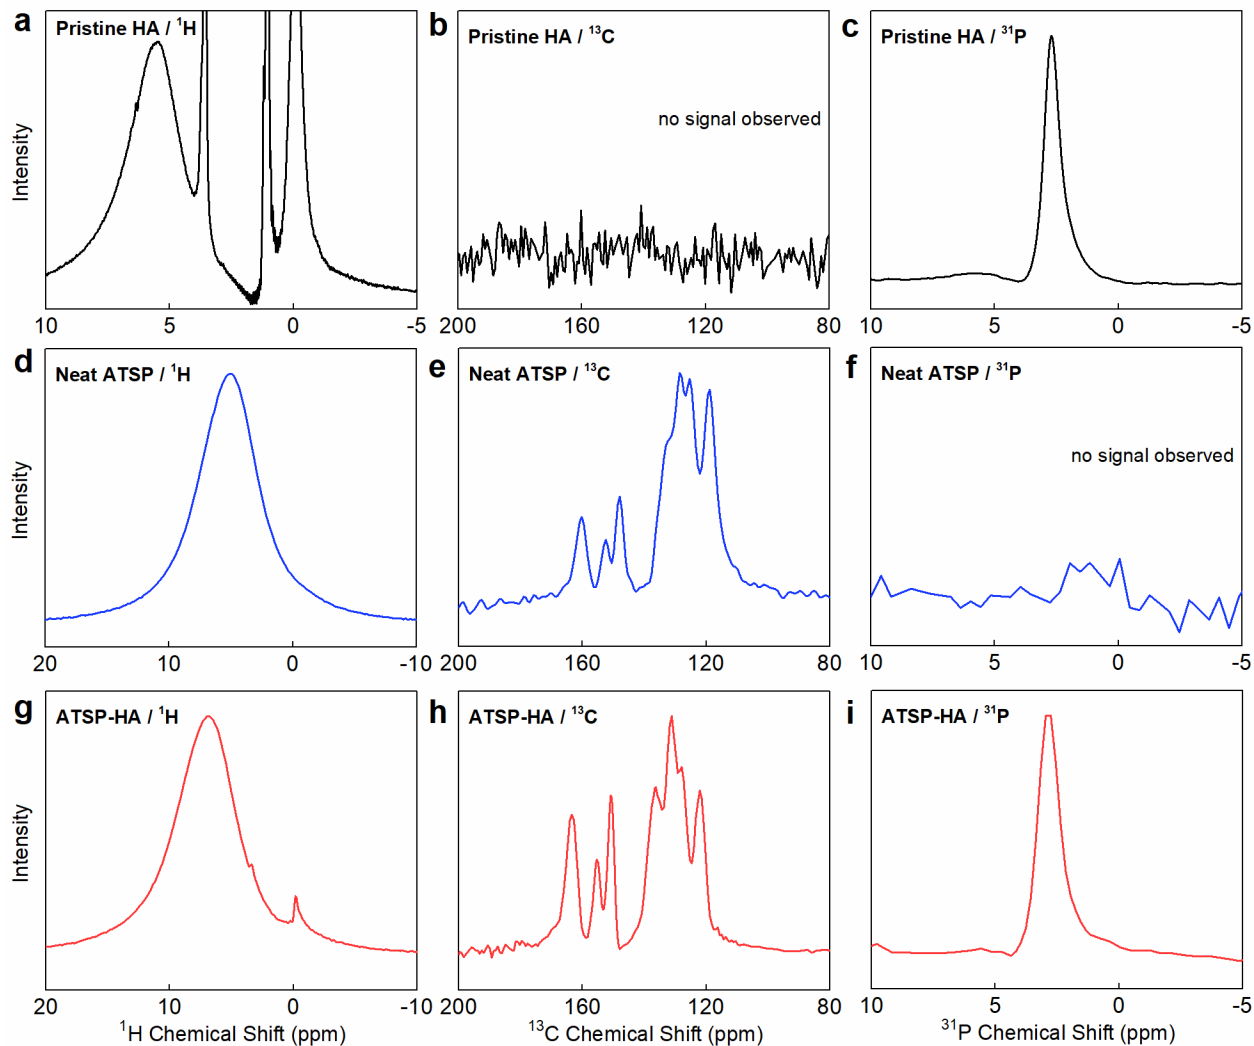 a Pristine HA / ¹H
b Pristine HA / ¹³C
c Pristine HA / ³¹P
no signal observed
Intensity
10 5 0 -5
200 160 120 80
10 5 0 -5
d Neat ATSP / ¹H
e Neat ATSP / ¹³C
f Neat ATSP / ³¹P
no signal observed
Intensity
20 10 0 -10
200 160 120 80
10 5 0 -5
g ATSP-HA / ¹H
h ATSP-HA / ¹³C
i ATSP-HA / ³¹P
Intensity
20 10 0 -10
200 160 120 80
10 5 0 -5
¹H Chemical Shift (ppm)
¹³C Chemical Shift (ppm)
³¹P Chemical Shift (ppm)